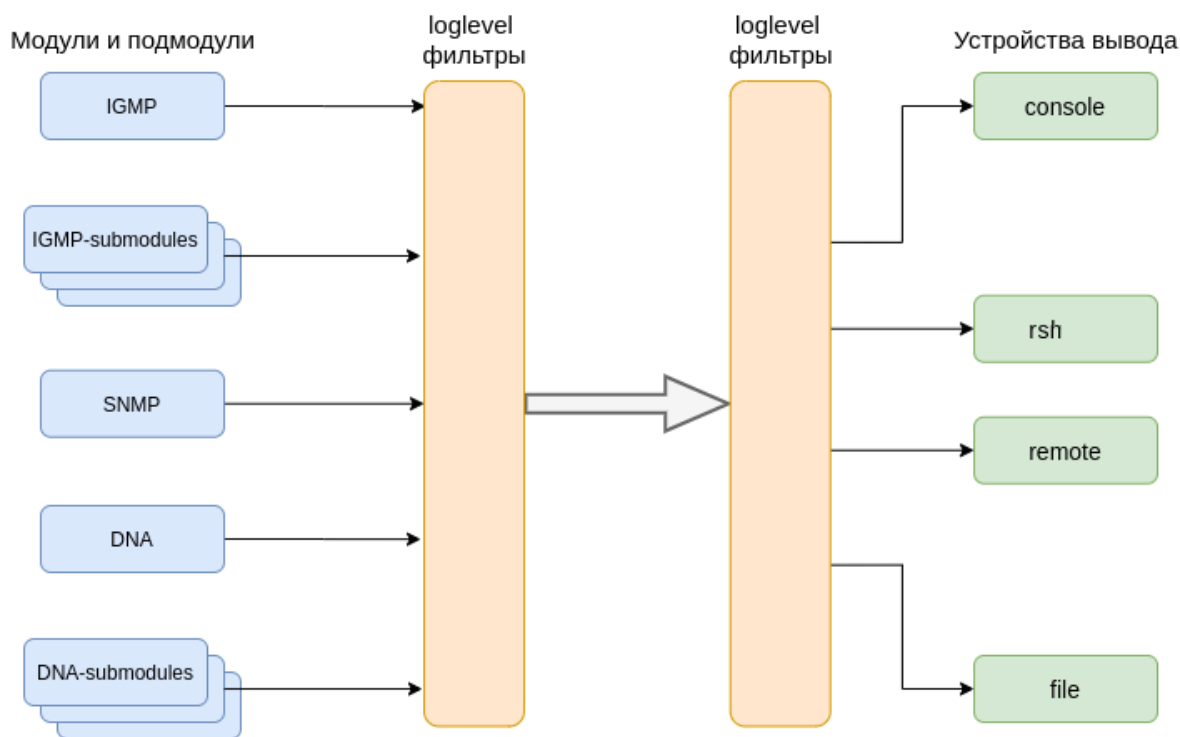 Модули и подмодули
loglevel
фильтры
loglevel
фильтры
Устройства вывода
IGMP
console
IGMP-submodules
rsh
SNMP
remote
DNA
DNA-submodules
file